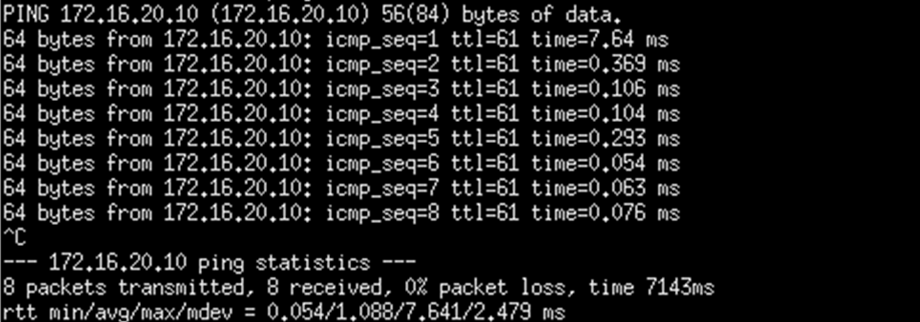 PING 172.16.20.10 (172.16.20.10) 56(84) bytes of data.
64 bytes from 172.16.20.10: icmp_seq=1 ttl=61 time=7.64 ms
64 bytes from 172.16.20.10: icmp_seq=2 ttl=61 time=0.369 ms
64 bytes from 172.16.20.10: icmp_seq=3 ttl=61 time=0.106 ms
64 bytes from 172.16.20.10: icmp_seq=4 ttl=61 time=0.104 ms
64 bytes from 172.16.20.10: icmp_seq=5 ttl=61 time=0.293 ms
64 bytes from 172.16.20.10: icmp_seq=6 ttl=61 time=0.054 ms
64 bytes from 172.16.20.10: icmp_seq=7 ttl=61 time=0.063 ms
64 bytes from 172.16.20.10: icmp_seq=8 ttl=61 time=0.076 ms
^C
--- 172.16.20.10 ping statistics ---
8 packets transmitted, 8 received, 0% packet loss, time 7143ms
rtt min/avg/max/mdev = 0.054/1.088/7.641/2.479 ms